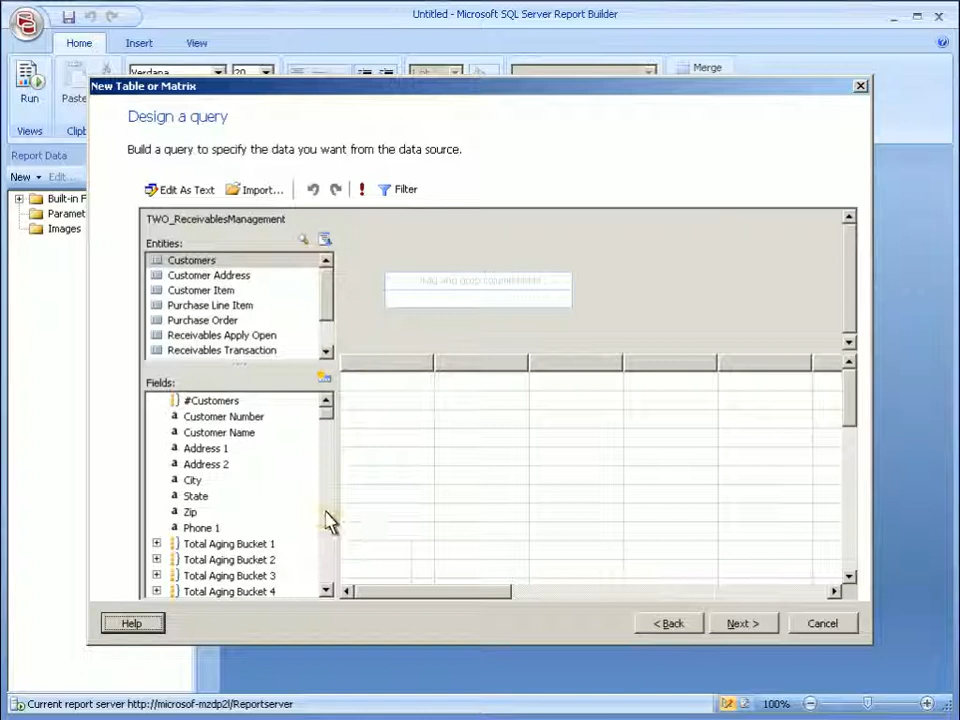 Untitled - Microsoft SQL Server Report Builder
Home
Insert
View
Run
Paste
Verdana
20
Merge
Views
Report Data
New
Edit...
Images
New Table or Matrix
Design a query
Build a query to specify the data you want from the data source.
Edit As Text
Import...
Filter
TWO_ReceivablesManagement
Entities:
Customers
Customer Address
Customer Item
Purchase Line Item
Purchase Order
Receivables Apply Open
Receivables Transaction
Fields:
#Customers
Customer Number
Customer Name
Address 1
Address 2
City
State
Zip
Phone 1
Total Aging Bucket 1
Total Aging Bucket 2
Total Aging Bucket 3
Total Aging Bucket 4
Help
< Back
Next >
Cancel
Current report server http://microsof-mzdp2l/Reportserver
100%